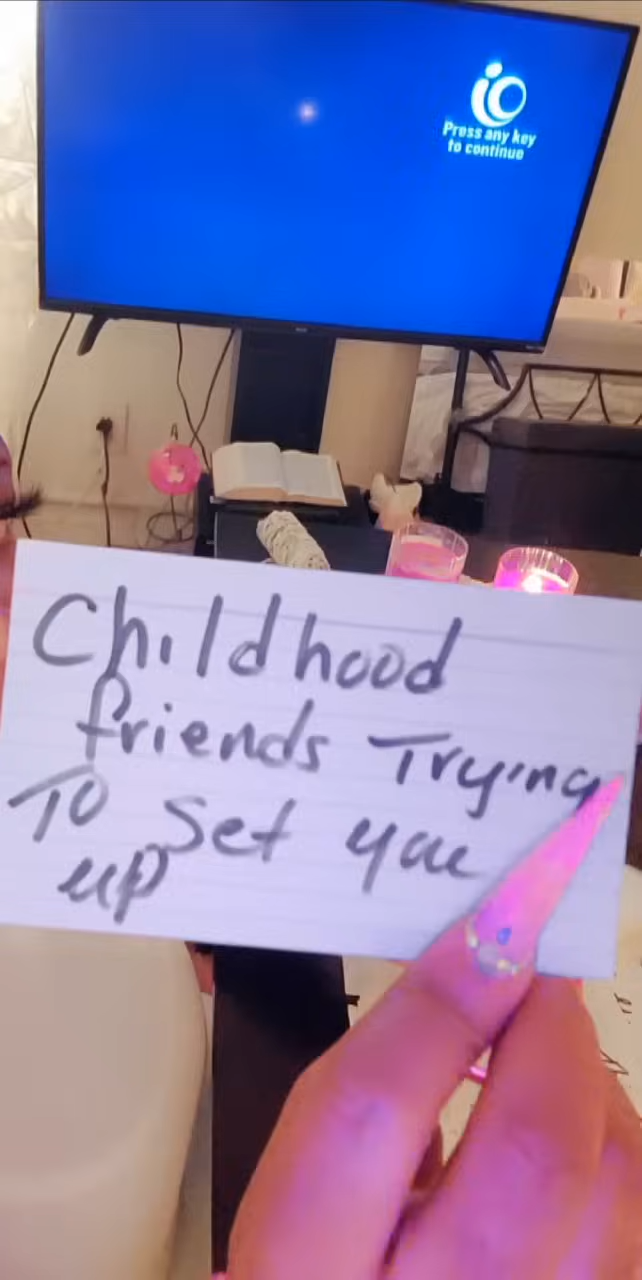 Press any key
to continue
Childhood
friends Trying
To Set you
up